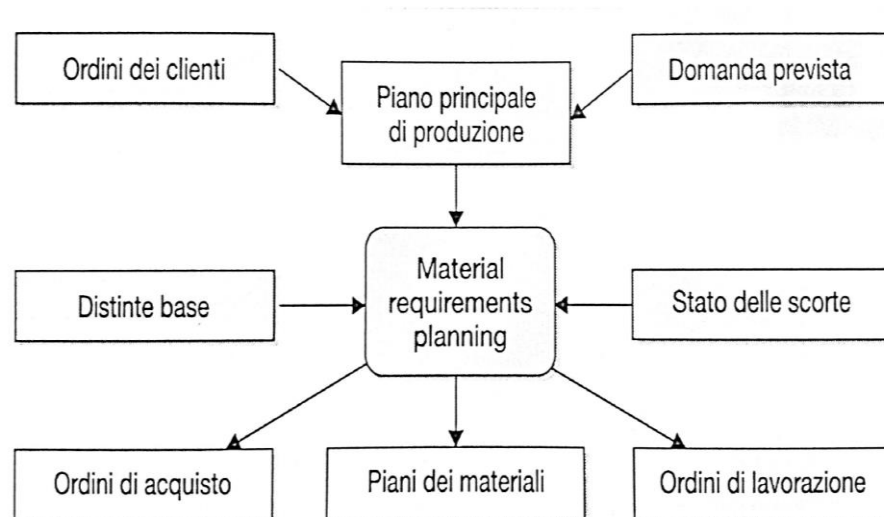 Ordini dei clienti
Piano principale
di produzione
Domanda prevista
Distinte base
Material
requirements
planning
Stato delle scorte
Ordini di acquisto
Piani dei materiali
Ordini di lavorazione